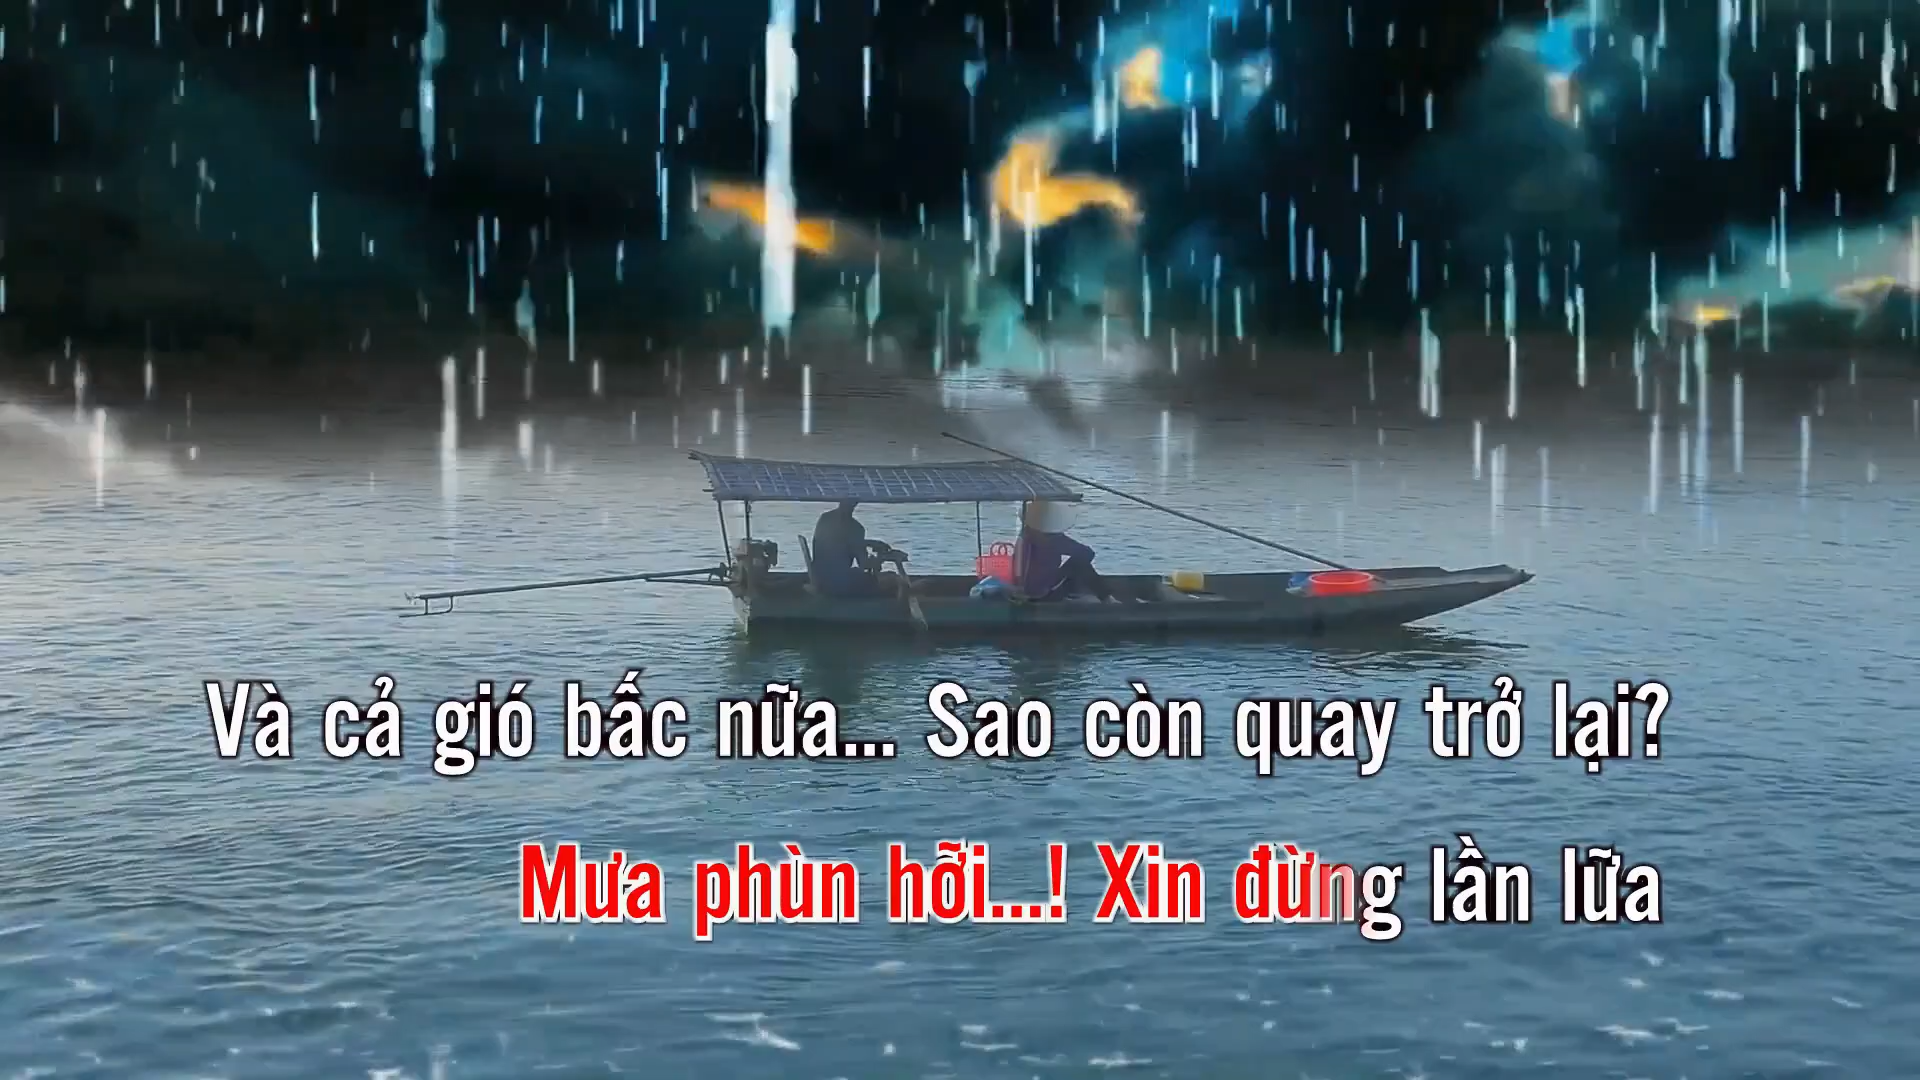 Và cả gió bấc nữa... Sao còn quay trở lại?
Mưa phùn hỡi...! Xin đừng lần lữa